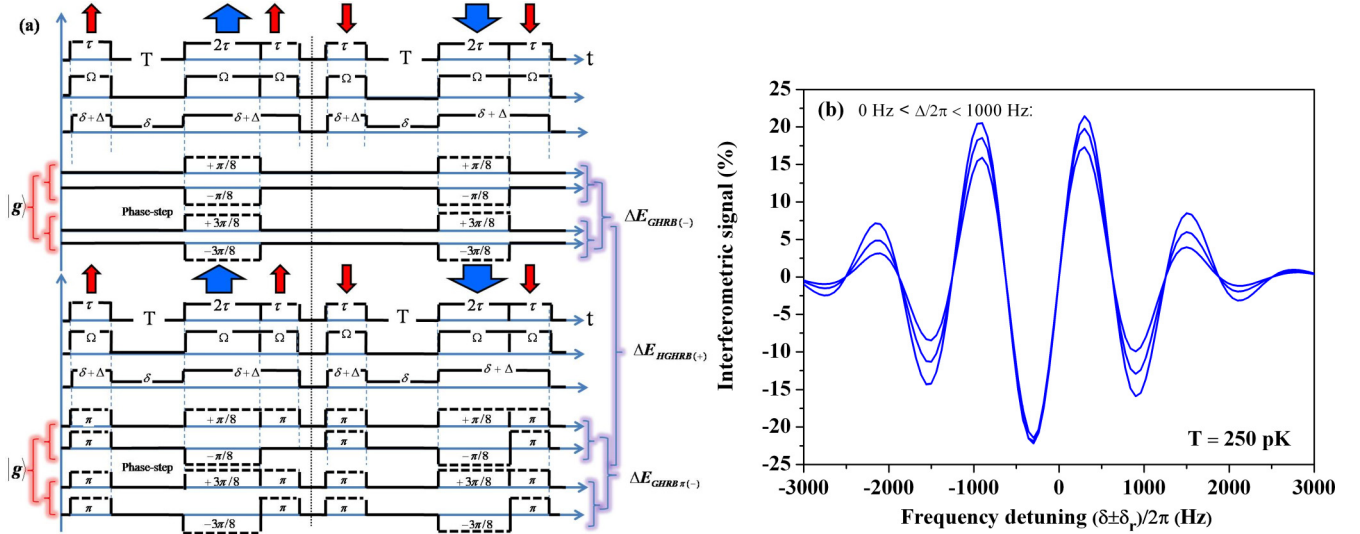 (a)
τ T 2τ τ τ T 2τ τ t
Ω Ω Ω Ω Ω Ω
δ + Δ δ δ + Δ δ + Δ δ δ + Δ
+π/8 +π/8
−π/8 −π/8
|g⟩ Phase-step ΔE_GHRB(−)
+3π/8 +3π/8
−3π/8 −3π/8
τ T 2τ τ τ T 2τ τ t
Ω Ω Ω Ω Ω Ω
ΔE_HGHRB(+)
δ + Δ δ δ + Δ δ + Δ δ δ + Δ
π +π/8 π π +π/8 π
π π π
−π/8 −π/8
|g⟩ Phase-step ΔE_GHRBπ(−)
π +3π/8 π π +3π/8 π
π π π π
−3π/8 −3π/8
(b) 0 Hz < Δ/2π < 1000 Hz:
Interferometric signal (%)
25
20
15
10
5
0
-5
-10
-15
-20
-25
T = 250 pK
-3000 -2000 -1000 0 1000 2000 3000
Frequency detuning (δ±δ_r)/2π (Hz)